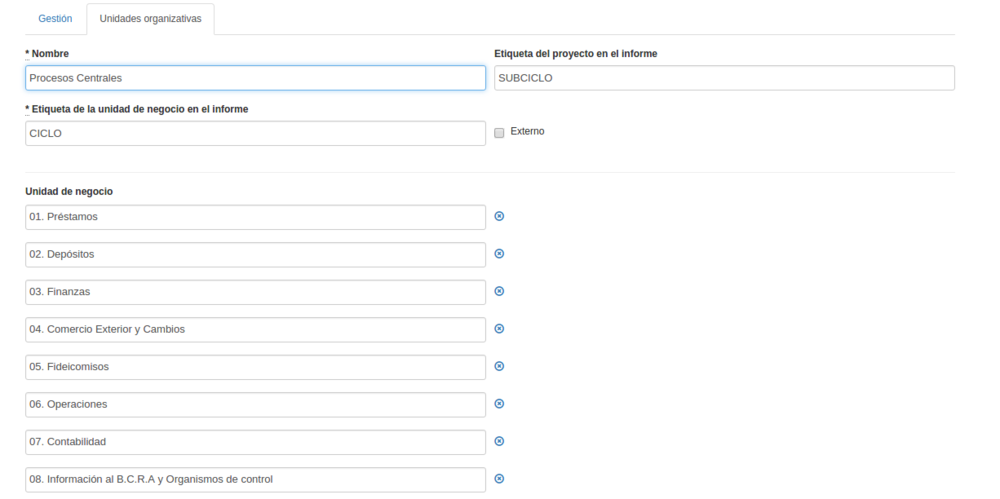 Gestión
Unidades organizativas
* Nombre
Etiqueta del proyecto en el informe
Procesos Centrales
SUBCICLO
* Etiqueta de la unidad de negocio en el informe
CICLO
Externo
Unidad de negocio
01. Préstamos
02. Depósitos
03. Finanzas
04. Comercio Exterior y Cambios
05. Fideicomisos
06. Operaciones
07. Contabilidad
08. Información al B.C.R.A y Organismos de control